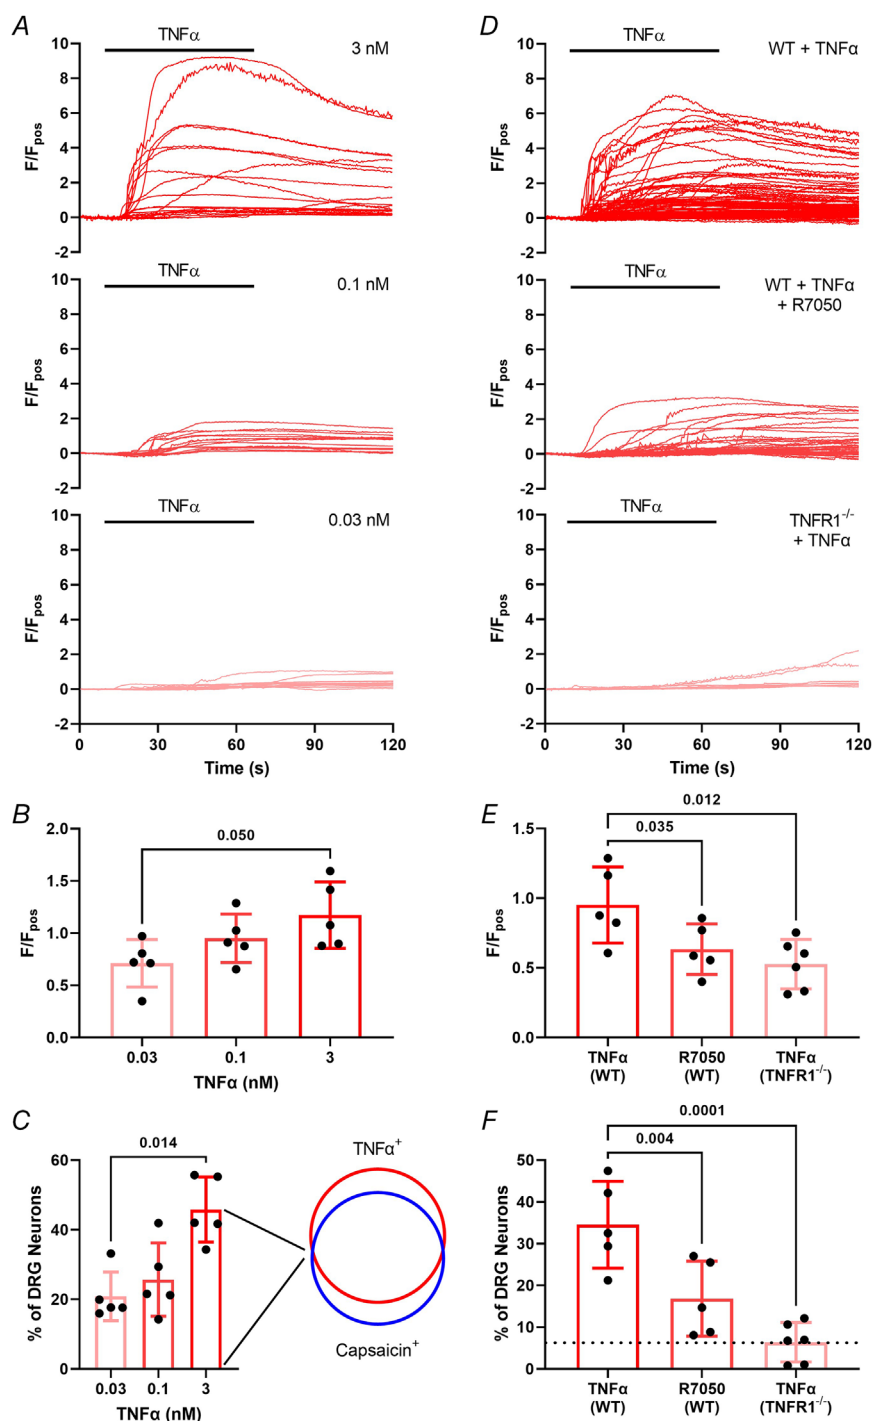 A
TNFα
3 nM
10
8
6
4
2
0
-2
F/Fpos
TNFα
0.1 nM
10
8
6
4
2
0
-2
F/Fpos
TNFα
0.03 nM
10
8
6
4
2
0
-2
F/Fpos
0 30 60 90 120
Time (s)
D
TNFα
WT + TNFα
10
8
6
4
2
0
-2
F/Fpos
TNFα
WT + TNFα
+ R7050
10
8
6
4
2
0
-2
F/Fpos
TNFα
TNFR1-/-
+ TNFα
10
8
6
4
2
0
-2
F/Fpos
0 30 60 90 120
Time (s)
B
2.0
1.5
1.0
0.5
0.0
F/Fpos
0.050
0.03 0.1 3
TNFα (nM)
E
1.5
1.0
0.5
0.0
F/Fpos
0.012
0.035
TNFα R7050 TNFα
(WT) (WT) (TNFR1-/-)
C
60
40
20
0
% of DRG Neurons
0.014
0.03 0.1 3
TNFα (nM)
TNFα+
Capsaicin+
F
50
40
30
20
10
0
% of DRG Neurons
0.0001
0.004
TNFα R7050 TNFα
(WT) (WT) (TNFR1-/-)